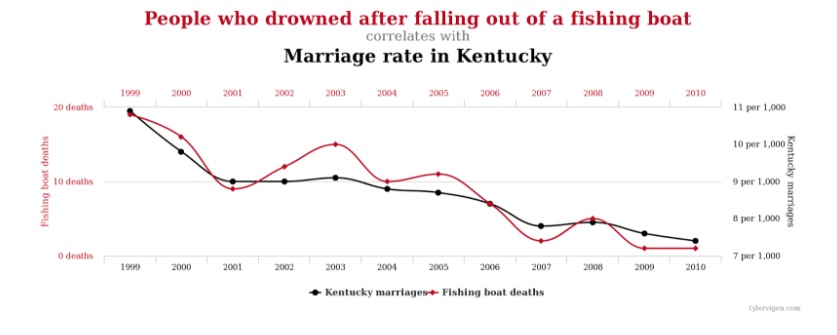 People who drowned after falling out of a fishing boat
correlates with
Marriage rate in Kentucky
1999 2000 2001 2002 2003 2004 2005 2006 2007 2008 2009 2010
20 deaths
10 deaths
0 deaths
Fishing boat deaths
11 per 1,000
10 per 1,000
9 per 1,000
8 per 1,000
7 per 1,000
Kentucky marriages
1999 2000 2001 2002 2003 2004 2005 2006 2007 2008 2009 2010
Kentucky marriages Fishing boat deaths
tylervigen.com